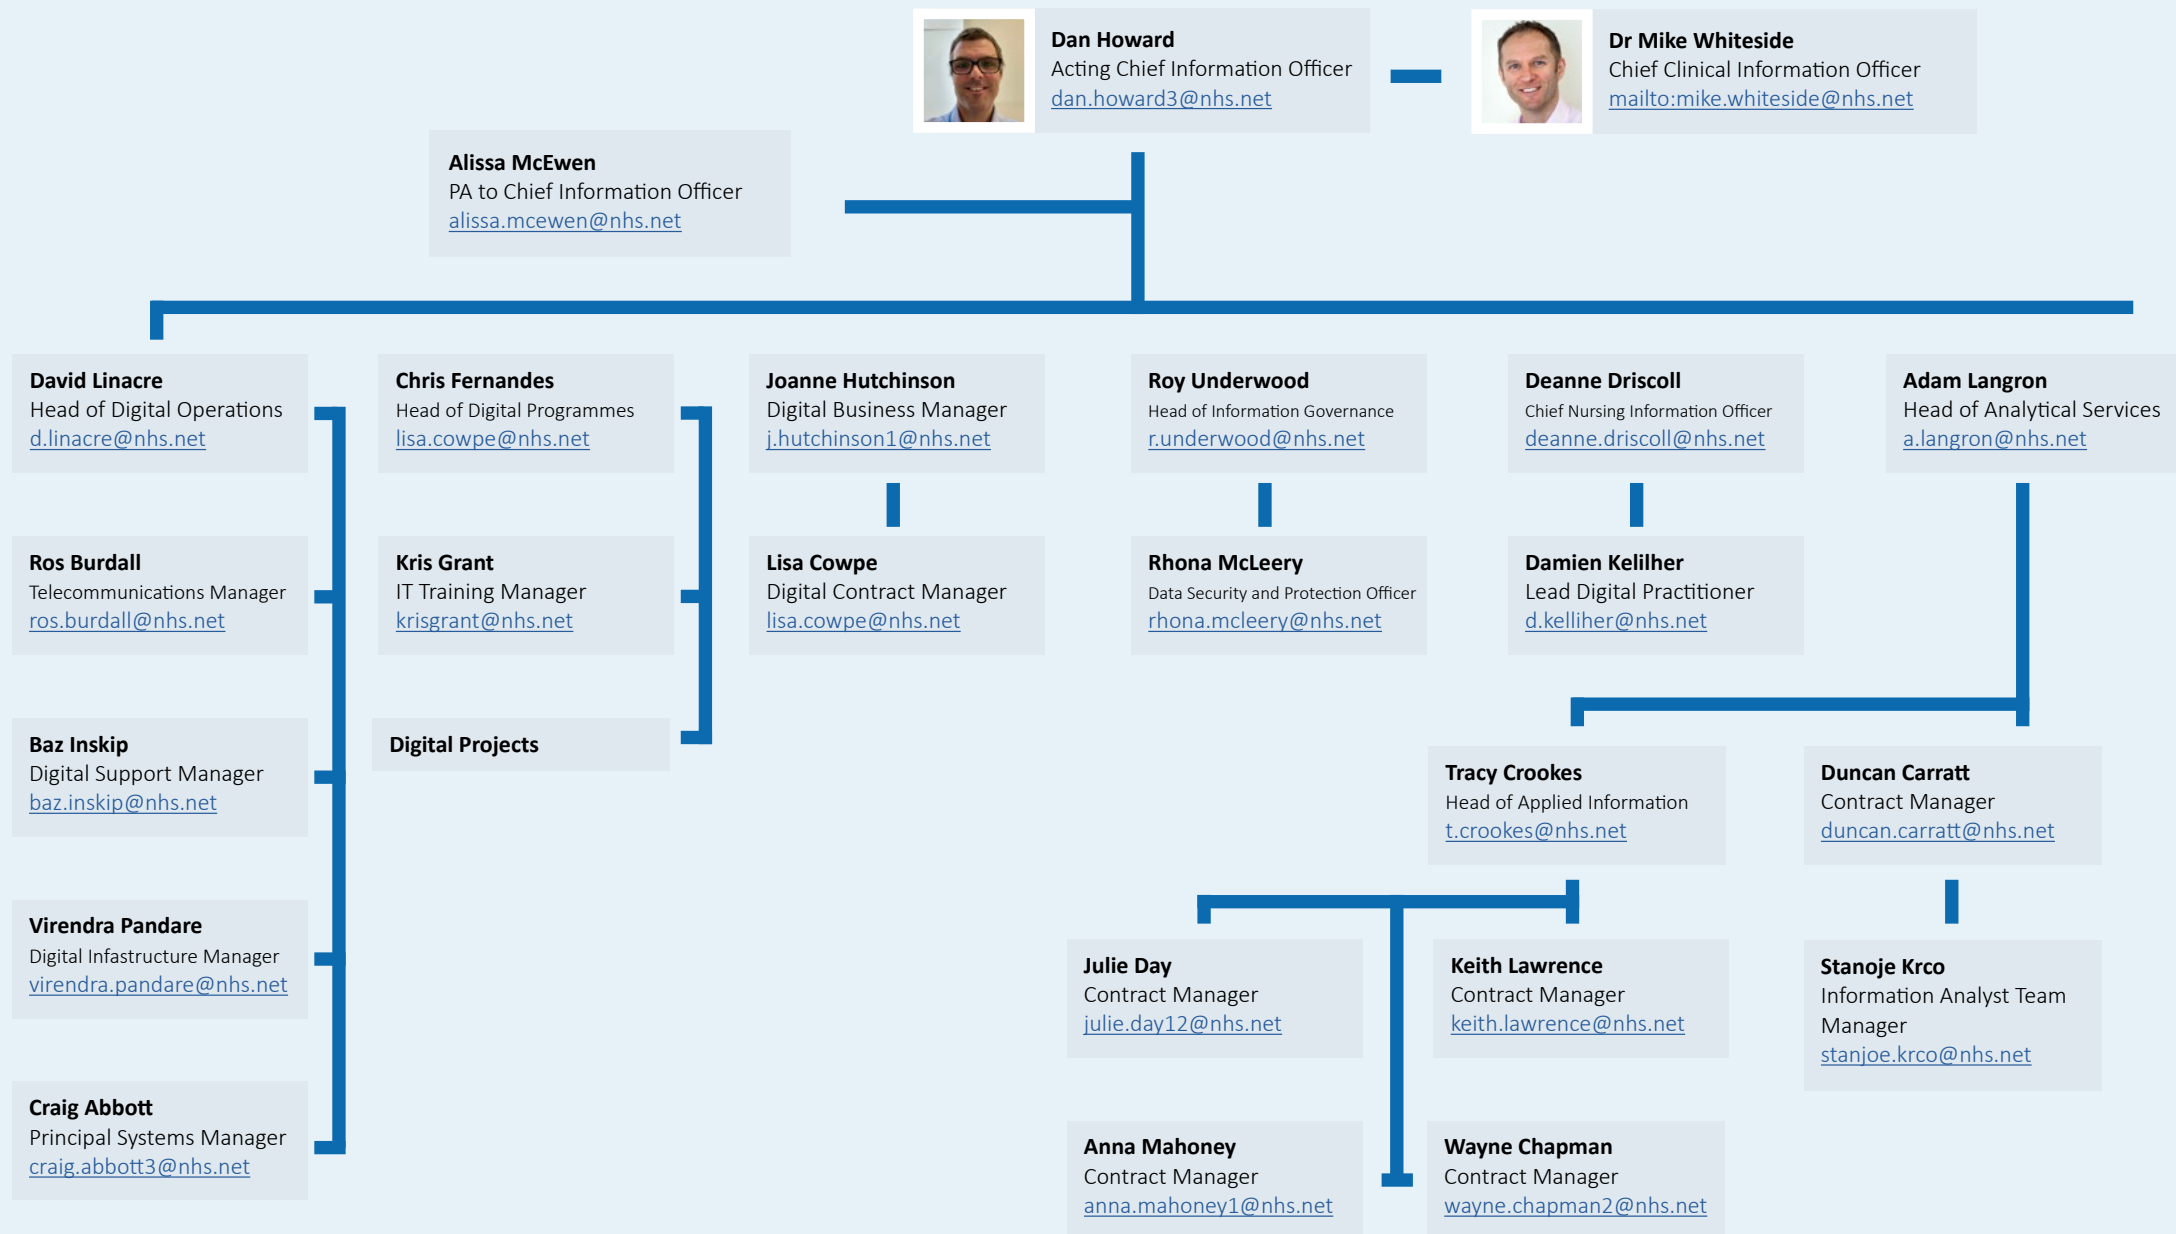 Dan Howard
Acting Chief Information Officer
dan.howard3@nhs.net
Dr Mike Whiteside
Chief Clinical Information Officer
mailto:mike.whiteside@nhs.net
Alissa McEwen
PA to Chief Information Officer
alissa.mcewen@nhs.net
David Linacre
Head of Digital Operations
d.linacre@nhs.net
Chris Fernandes
Head of Digital Programmes
lisa.cowpe@nhs.net
Joanne Hutchinson
Digital Business Manager
j.hutchinson1@nhs.net
Roy Underwood
Head of Information Governance
r.underwood@nhs.net
Deanne Driscoll
Chief Nursing Information Officer
deanne.driscoll@nhs.net
Adam Langron
Head of Analytical Services
a.langron@nhs.net
Ros Burdall
Telecommunications Manager
ros.burdall@nhs.net
Kris Grant
IT Training Manager
krisgrant@nhs.net
Lisa Cowpe
Digital Contract Manager
lisa.cowpe@nhs.net
Rhona McLeery
Data Security and Protection Officer
rhona.mcleery@nhs.net
Damien Kelilher
Lead Digital Practitioner
d.kelliher@nhs.net
Baz Inskip
Digital Support Manager
baz.inskip@nhs.net
Digital Projects
Tracy Crookes
Head of Applied Information
t.crookes@nhs.net
Duncan Carratt
Contract Manager
duncan.carratt@nhs.net
Virendra Pandare
Digital Infastructure Manager
virendra.pandare@nhs.net
Julie Day
Contract Manager
julie.day12@nhs.net
Keith Lawrence
Contract Manager
keith.lawrence@nhs.net
Stanoje Krco
Information Analyst Team
Manager
stanjoe.krco@nhs.net
Craig Abbott
Principal Systems Manager
craig.abbott3@nhs.net
Anna Mahoney
Contract Manager
anna.mahoney1@nhs.net
Wayne Chapman
Contract Manager
wayne.chapman2@nhs.net